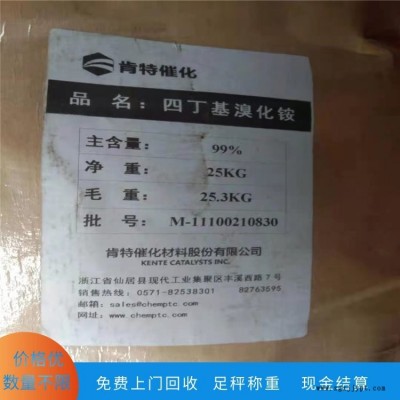 肯特催化
品 名：四丁基溴化铵
主含量： 99%
净 重： 25KG
毛 重： 25.3KG
批 号： M-11100210830
肯特催化材料股份有限公司
KENTE CATALYSTS INC.
浙江省仙居县现代工业集聚区丰溪西路7号
销售热线：0571-82538301 82763595
邮箱：sales@chemptc.com
网址：www.chemptc.com
价格优
数量不限
免费上门回收 足秤称重 现金结算